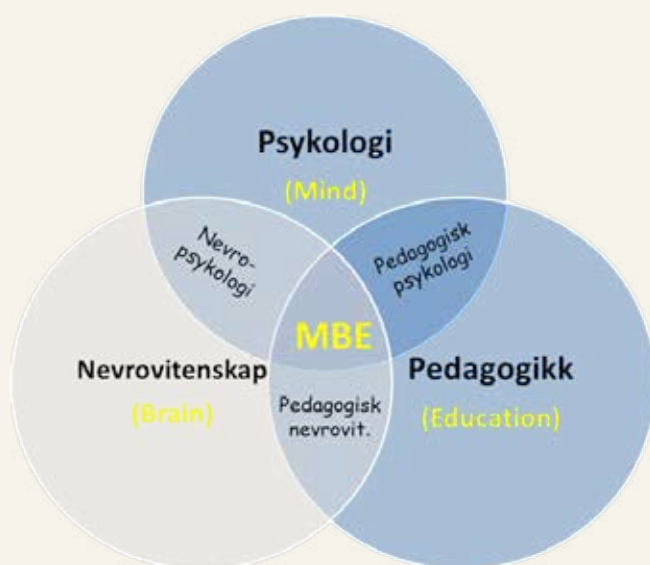 Psykologi
(Mind)
Nevro-
psykologi
Pedagogisk
psykologi
MBE
Nevrovitenskap
(Brain)
Pedagogikk
(Education)
Pedagogisk
nevrovit.